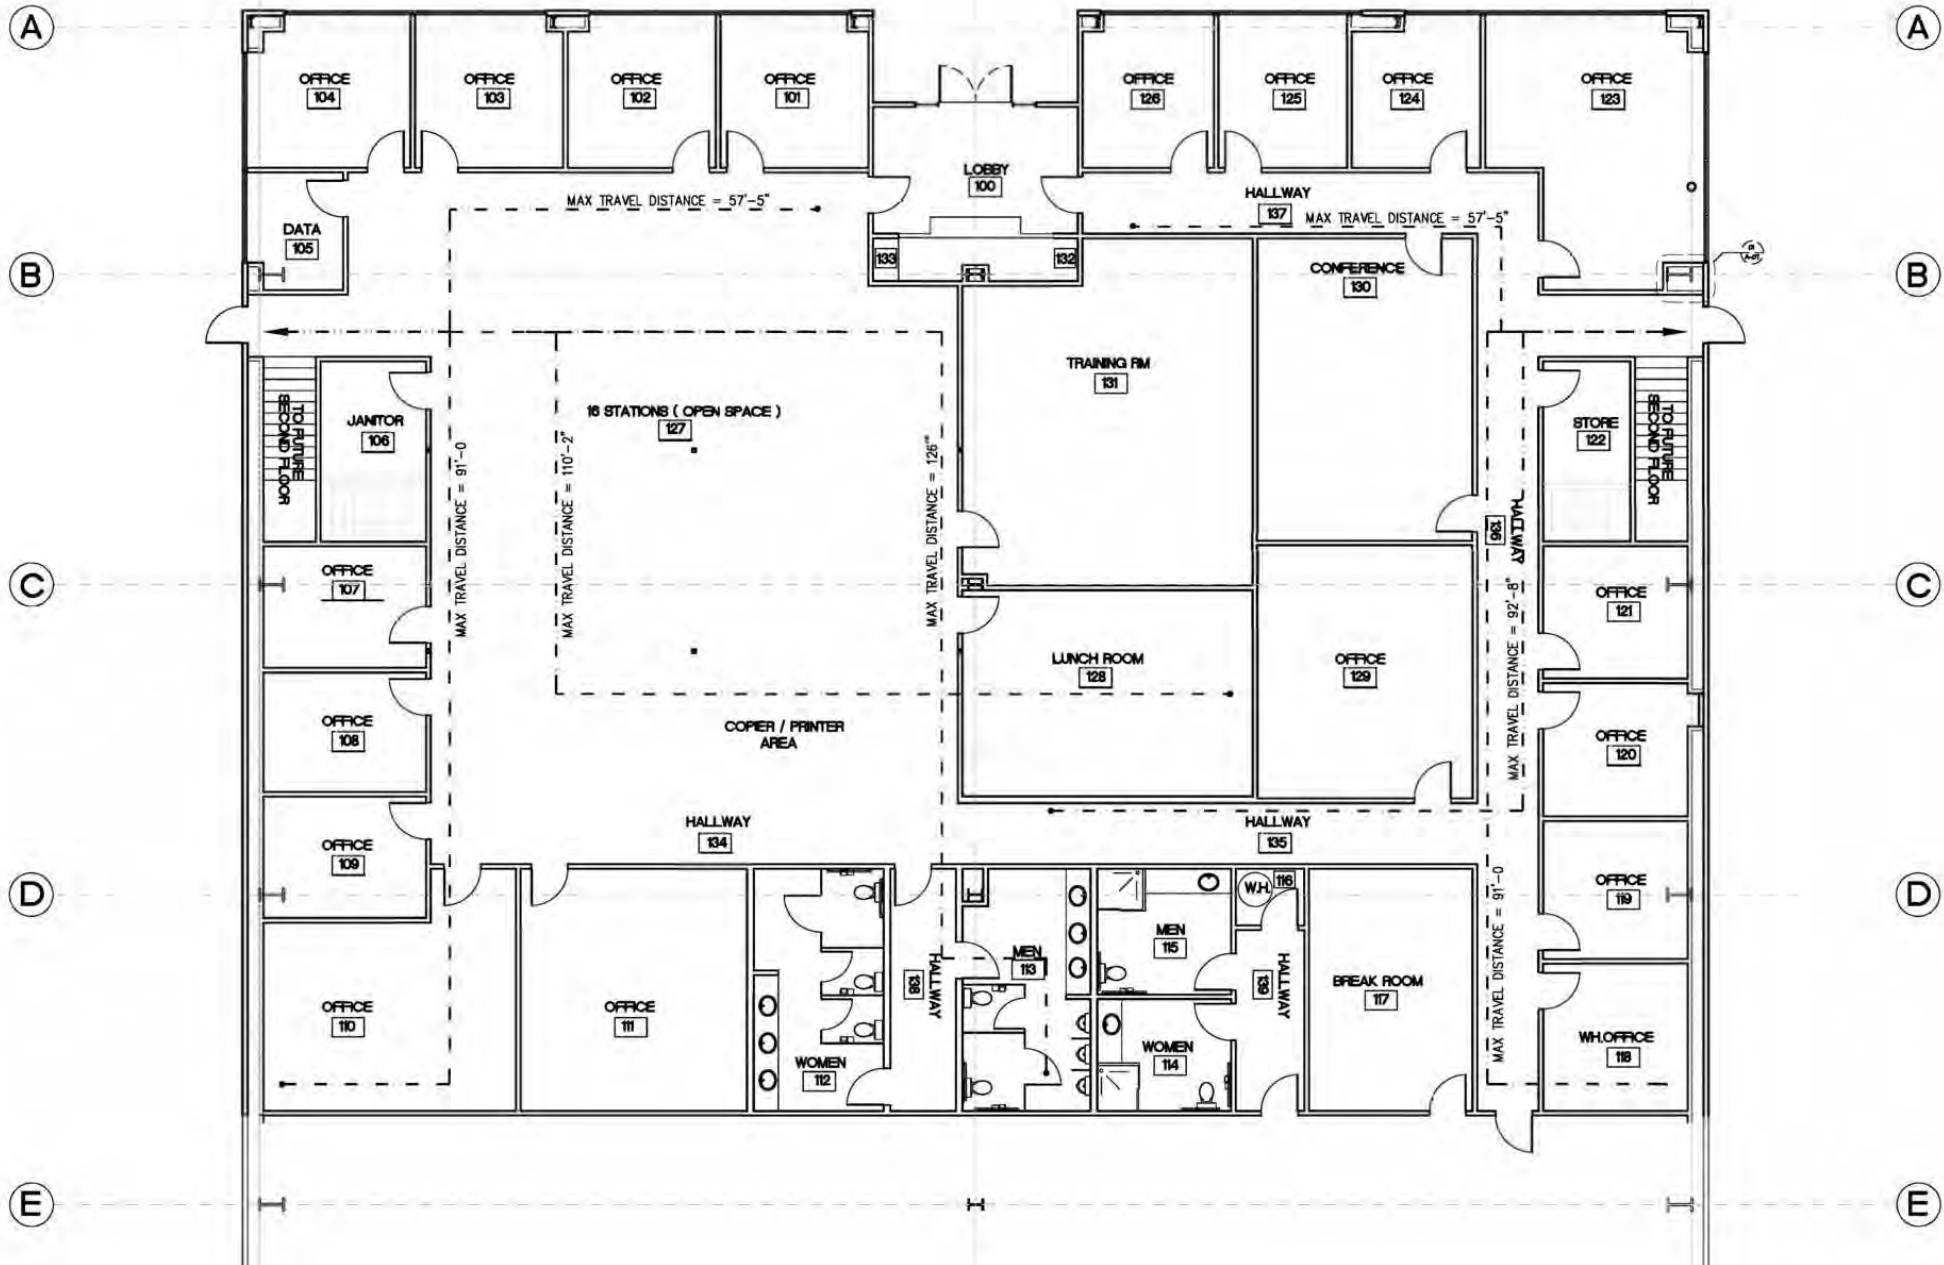 A
A
OFFICE
104
OFFICE
103
OFFICE
102
OFFICE
101
OFFICE
126
OFFICE
125
OFFICE
124
OFFICE
123
LOBBY
100
MAX TRAVEL DISTANCE = 57'-5"
HALLWAY
137
MAX TRAVEL DISTANCE = 57'-5"
DATA
105
133
132
B
B
CONFERENCE
130
TRAINING RM
131
TO FUTURE
SECOND FLOOR
JANITOR
106
16 STATIONS ( OPEN SPACE )
127
STORE
122
TO FUTURE
SECOND FLOOR
MAX TRAVEL DISTANCE = 91'-0
MAX TRAVEL DISTANCE = 110'-2"
MAX TRAVEL DISTANCE = 126'"
HALLWAY
136
MAX TRAVEL DISTANCE = 92'-8"
C
C
OFFICE
107
OFFICE
121
LUNCH ROOM
128
OFFICE
129
OFFICE
108
COPIER / PRINTER
AREA
OFFICE
120
HALLWAY
134
HALLWAY
135
OFFICE
109
OFFICE
119
D
D
W.H.
116
MEN
115
MEN
113
HALLWAY
138
HALLWAY
139
BREAK ROOM
117
MAX TRAVEL DISTANCE = 91'-0
OFFICE
110
OFFICE
111
WOMEN
112
WOMEN
114
WH.OFFICE
118
E
E